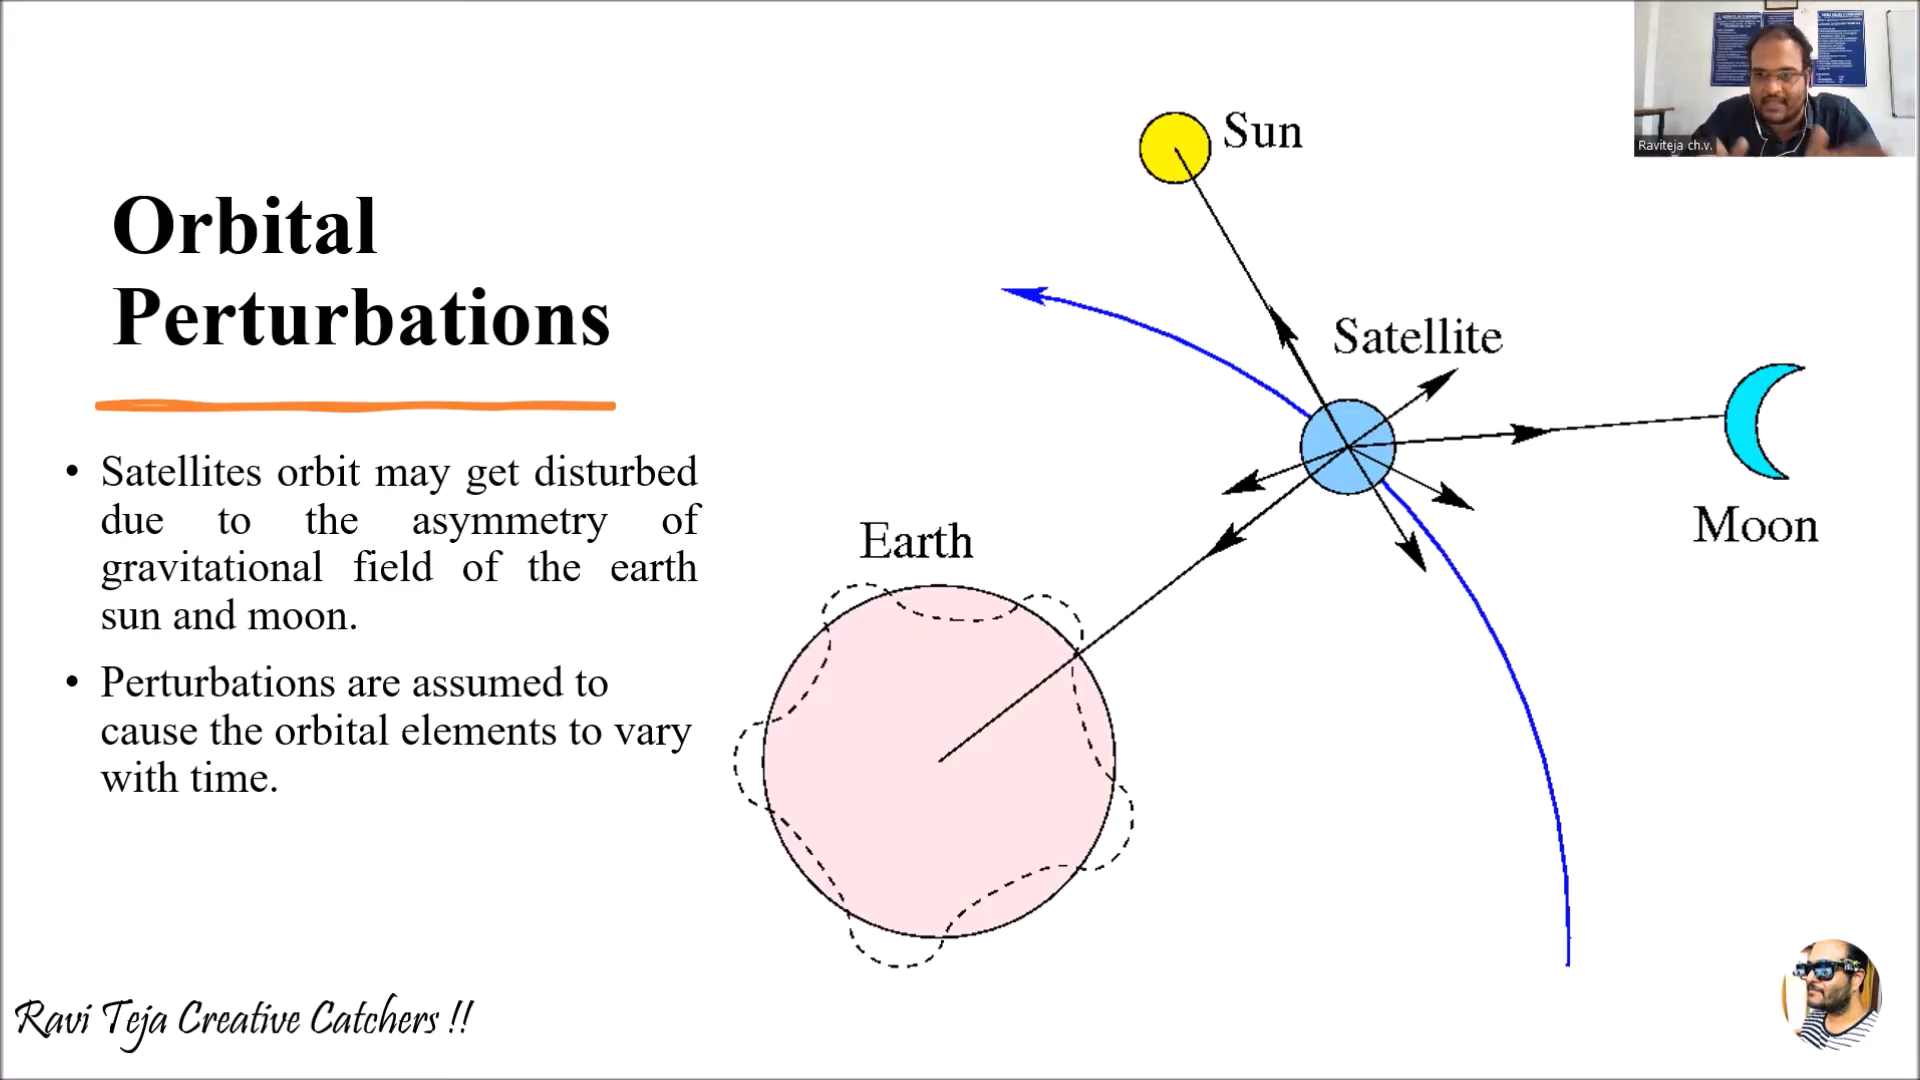 Orbital
Perturbations
• Satellites orbit may get disturbed
due to the asymmetry of
gravitational field of the earth
sun and moon.
• Perturbations are assumed to
cause the orbital elements to vary
with time.
Sun
Satellite
Moon
Earth
Raviteja ch.v.
Ravi Teja Creative Catchers !!